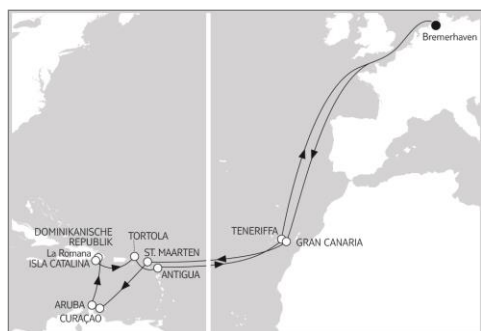 Bremerhaven
DOMINIKANISCHE
REPUBLIK
La Romana
ISLA CATALINA
TORTOLA
ST. MAARTEN
ANTIGUA
TENERIFFA
GRAN CANARIA
ARUBA
CURAÇAO